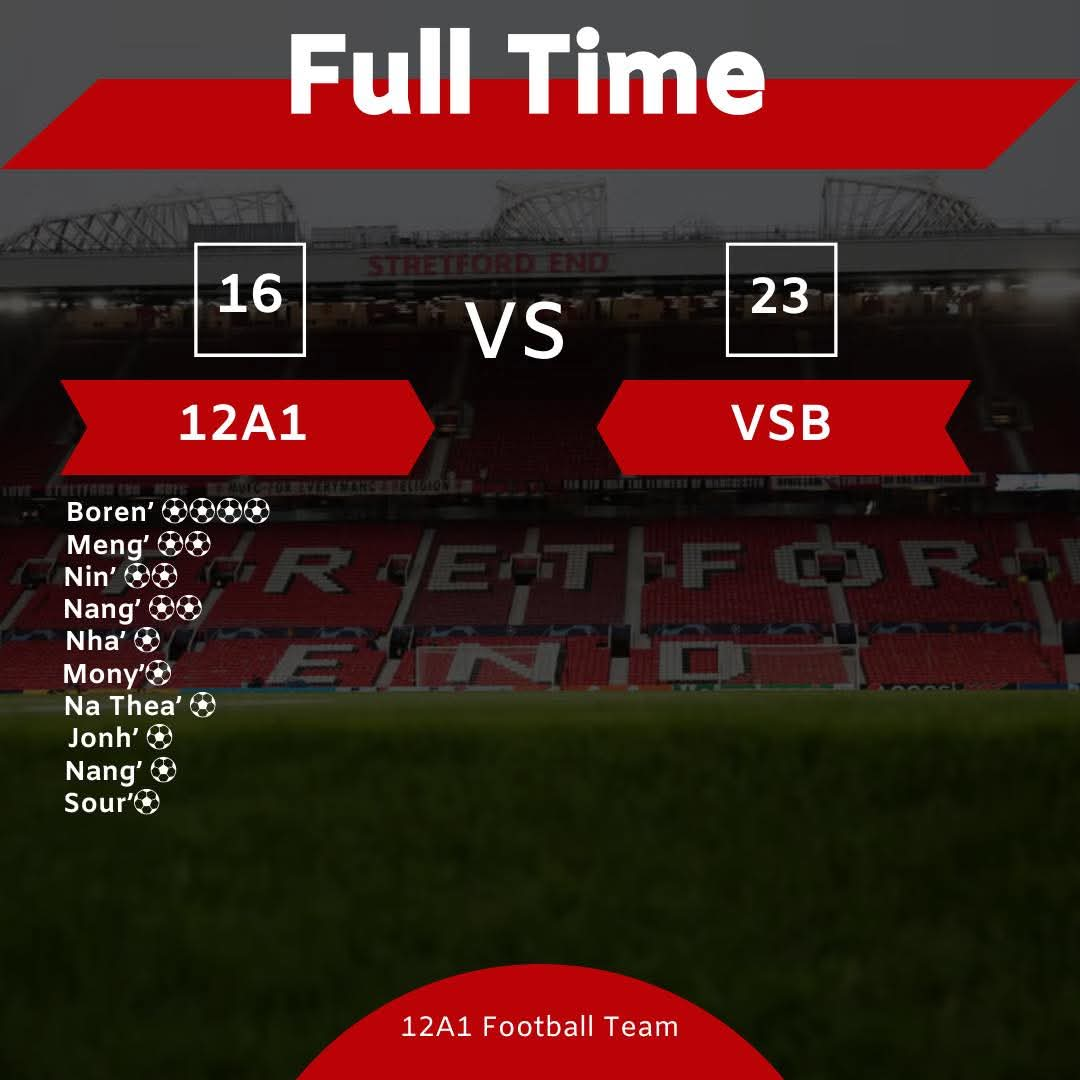 Full Time
STRETFORD END
16
VS
23
12A1
VSB
Boren’ ⚽⚽⚽⚽
Meng’ ⚽⚽
Nin’ ⚽⚽
Nang’ ⚽⚽
Nha’ ⚽
Mony’⚽
Na Thea’ ⚽
Jonh’ ⚽
Nang’ ⚽
Sour’⚽
RETFOR
END
12A1 Football Team